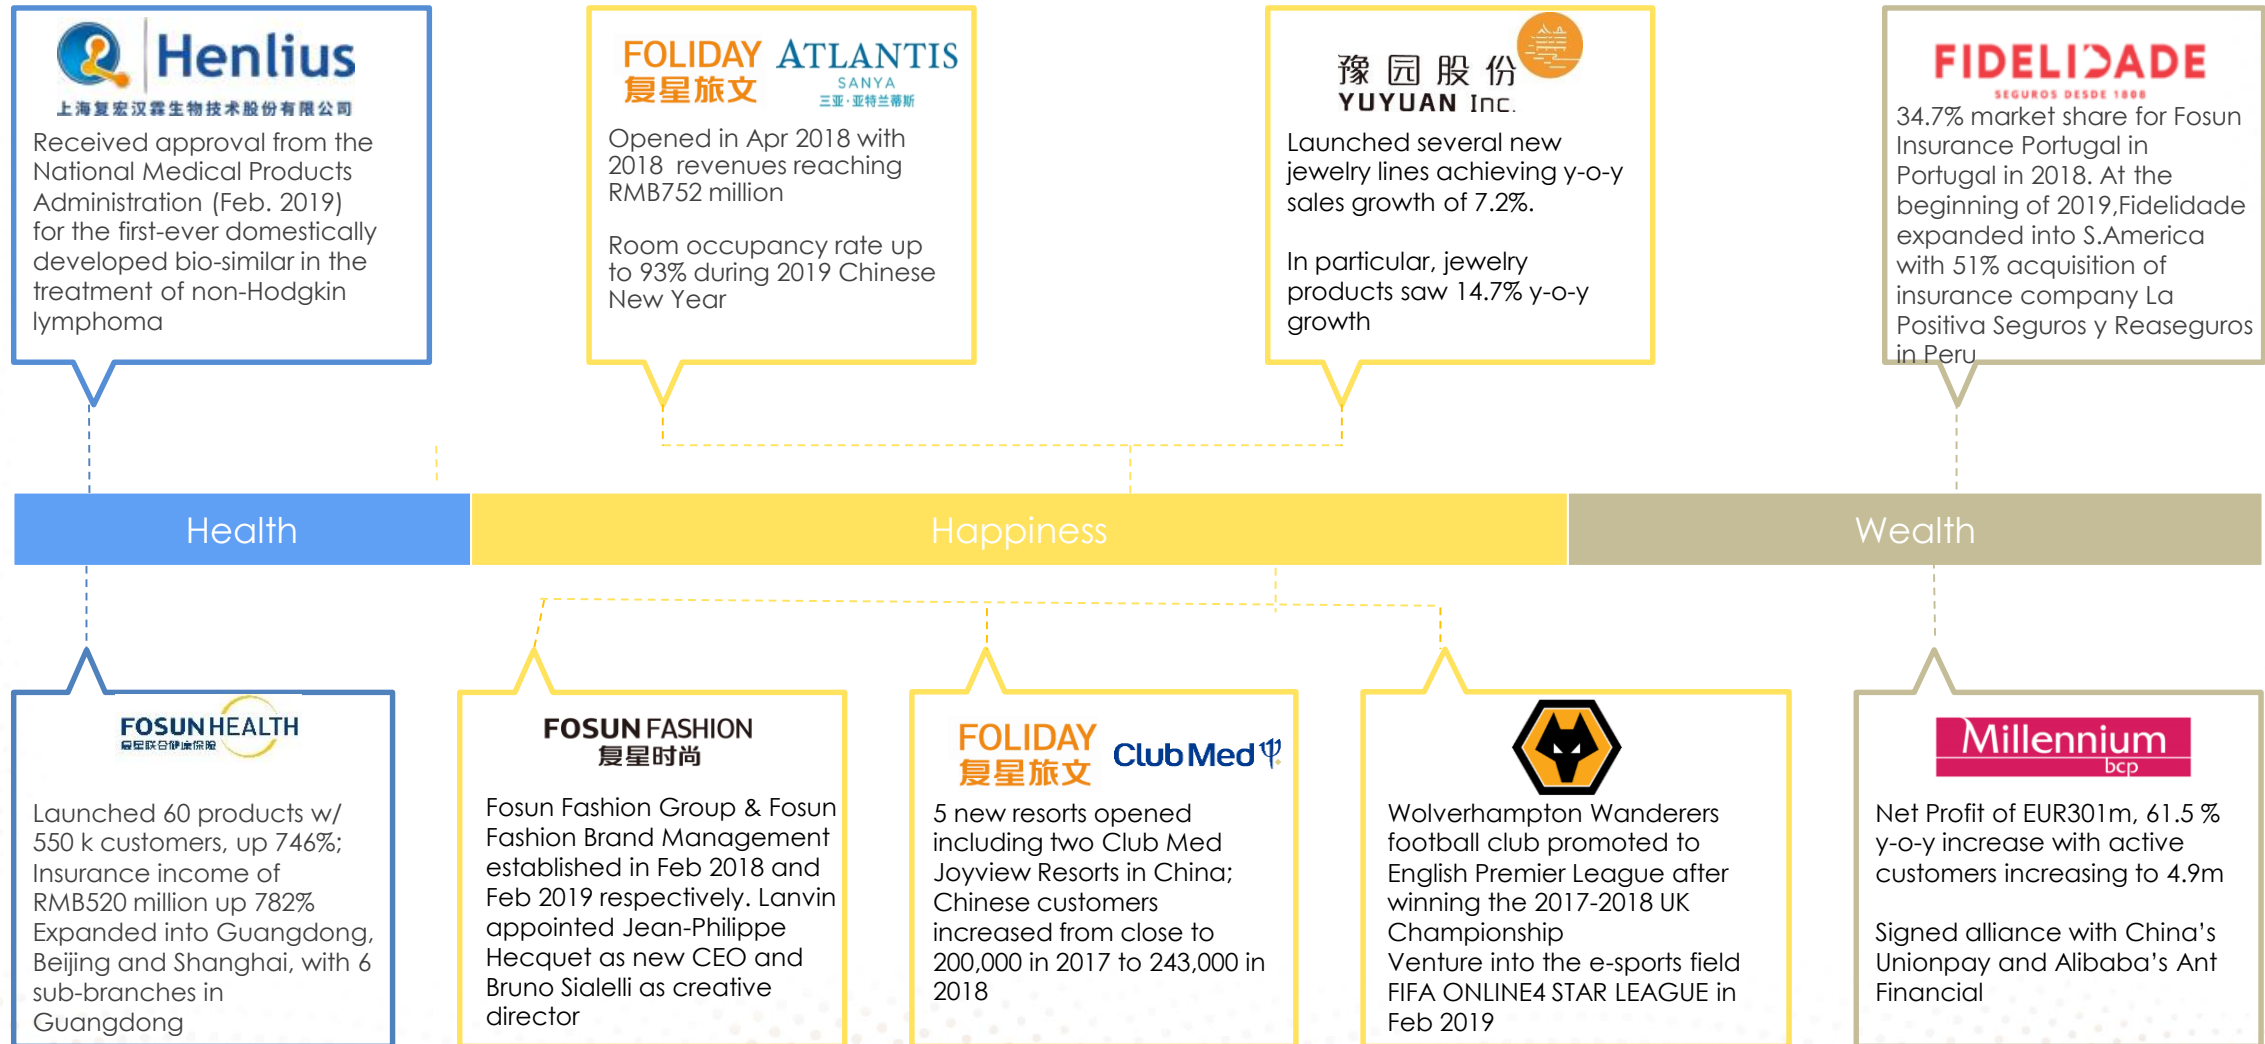 Henlius
上海复宏汉霖生物技术股份有限公司
Received approval from the
National Medical Products
Administration (Feb. 2019)
for the first-ever domestically
developed bio-similar in the
treatment of non-Hodgkin
lymphoma
FOLIDAY
复星旅文
ATLANTIS
SANYA
三亚·亚特兰蒂斯
Opened in Apr 2018 with
2018 revenues reaching
RMB752 million
Room occupancy rate up
to 93% during 2019 Chinese
New Year
豫园股份
YUYUAN Inc.
Launched several new
jewelry lines achieving y-o-y
sales growth of 7.2%.
In particular, jewelry
products saw 14.7% y-o-y
growth
FIDELIDADE
SEGUROS DESDE 1808
34.7% market share for Fosun
Insurance Portugal in
Portugal in 2018. At the
beginning of 2019,Fidelidade
expanded into S.America
with 51% acquisition of
insurance company La
Positiva Seguros y Reaseguros
in Peru
Health
Happiness
Wealth
FOSUN HEALTH
复星联合健康保险
Launched 60 products w/
550 k customers, up 746%;
Insurance income of
RMB520 million up 782%
Expanded into Guangdong,
Beijing and Shanghai, with 6
sub-branches in
Guangdong
FOSUN FASHION
复星时尚
Fosun Fashion Group & Fosun
Fashion Brand Management
established in Feb 2018 and
Feb 2019 respectively. Lanvin
appointed Jean-Philippe
Hecquet as new CEO and
Bruno Sialelli as creative
director
FOLIDAY
复星旅文
Club Med
5 new resorts opened
including two Club Med
Joyview Resorts in China;
Chinese customers
increased from close to
200,000 in 2017 to 243,000 in
2018
Wolverhampton Wanderers
football club promoted to
English Premier League after
winning the 2017-2018 UK
Championship
Venture into the e-sports field
FIFA ONLINE4 STAR LEAGUE in
Feb 2019
Millennium
bcp
Net Profit of EUR301m, 61.5 %
y-o-y increase with active
customers increasing to 4.9m
Signed alliance with China’s
Unionpay and Alibaba’s Ant
Financial